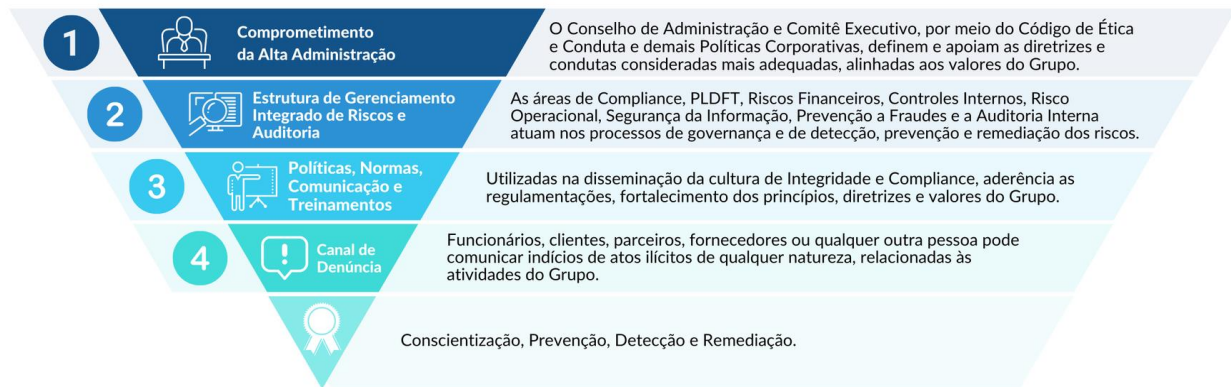 1
Comprometimento
da Alta Administração
O Conselho de Administração e Comitê Executivo, por meio do Código de Ética
e Conduta e demais Políticas Corporativas, definem e apoiam as diretrizes e
condutas consideradas mais adequadas, alinhadas aos valores do Grupo.
2
Estrutura de Gerenciamento
Integrado de Riscos e
Auditoria
As áreas de Compliance, PLDFT, Riscos Financeiros, Controles Internos, Risco
Operacional, Segurança da Informação, Prevenção a Fraudes e a Auditoria Interna
atuam nos processos de governança e de detecção, prevenção e remediação dos riscos.
3
Políticas, Normas,
Comunicação e
Treinamentos
Utilizadas na disseminação da cultura de Integridade e Compliance, aderência as
regulamentações, fortalecimento dos princípios, diretrizes e valores do Grupo.
4
Canal de
Denúncia
Funcionários, clientes, parceiros, fornecedores ou qualquer outra pessoa pode
comunicar indícios de atos ilícitos de qualquer natureza, relacionadas às
atividades do Grupo.
Conscientização, Prevenção, Detecção e Remediação.